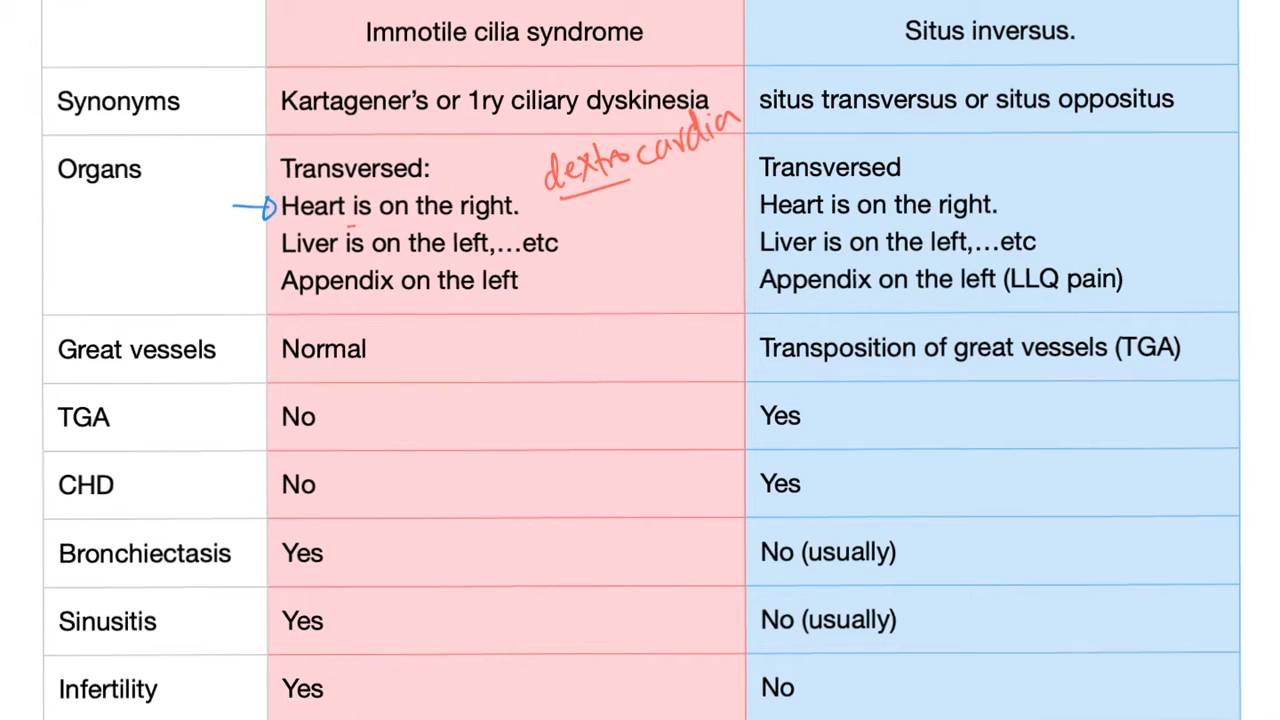 Immotile cilia syndrome
Situs inversus.
Synonyms
Kartagener's or 1ry ciliary dyskinesia
situs transversus or situs oppositus
dextrocardia
Organs
Transversed:
Heart is on the right.
Liver is on the left,...etc
Appendix on the left
Transversed
Heart is on the right.
Liver is on the left,...etc
Appendix on the left (LLQ pain)
Great vessels
Normal
Transposition of great vessels (TGA)
TGA
No
Yes
CHD
No
Yes
Bronchiectasis
Yes
No (usually)
Sinusitis
Yes
No (usually)
Infertility
Yes
No